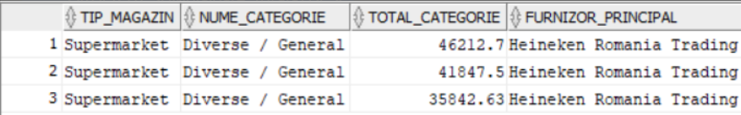 TIP_MAGAZIN NUME_CATEGORIE TOTAL_CATEGORIE FURNIZOR_PRINCIPAL
1 Supermarket Diverse / General 46212.7 Heineken Romania Trading
2 Supermarket Diverse / General 41847.5 Heineken Romania Trading
3 Supermarket Diverse / General 35842.63 Heineken Romania Trading